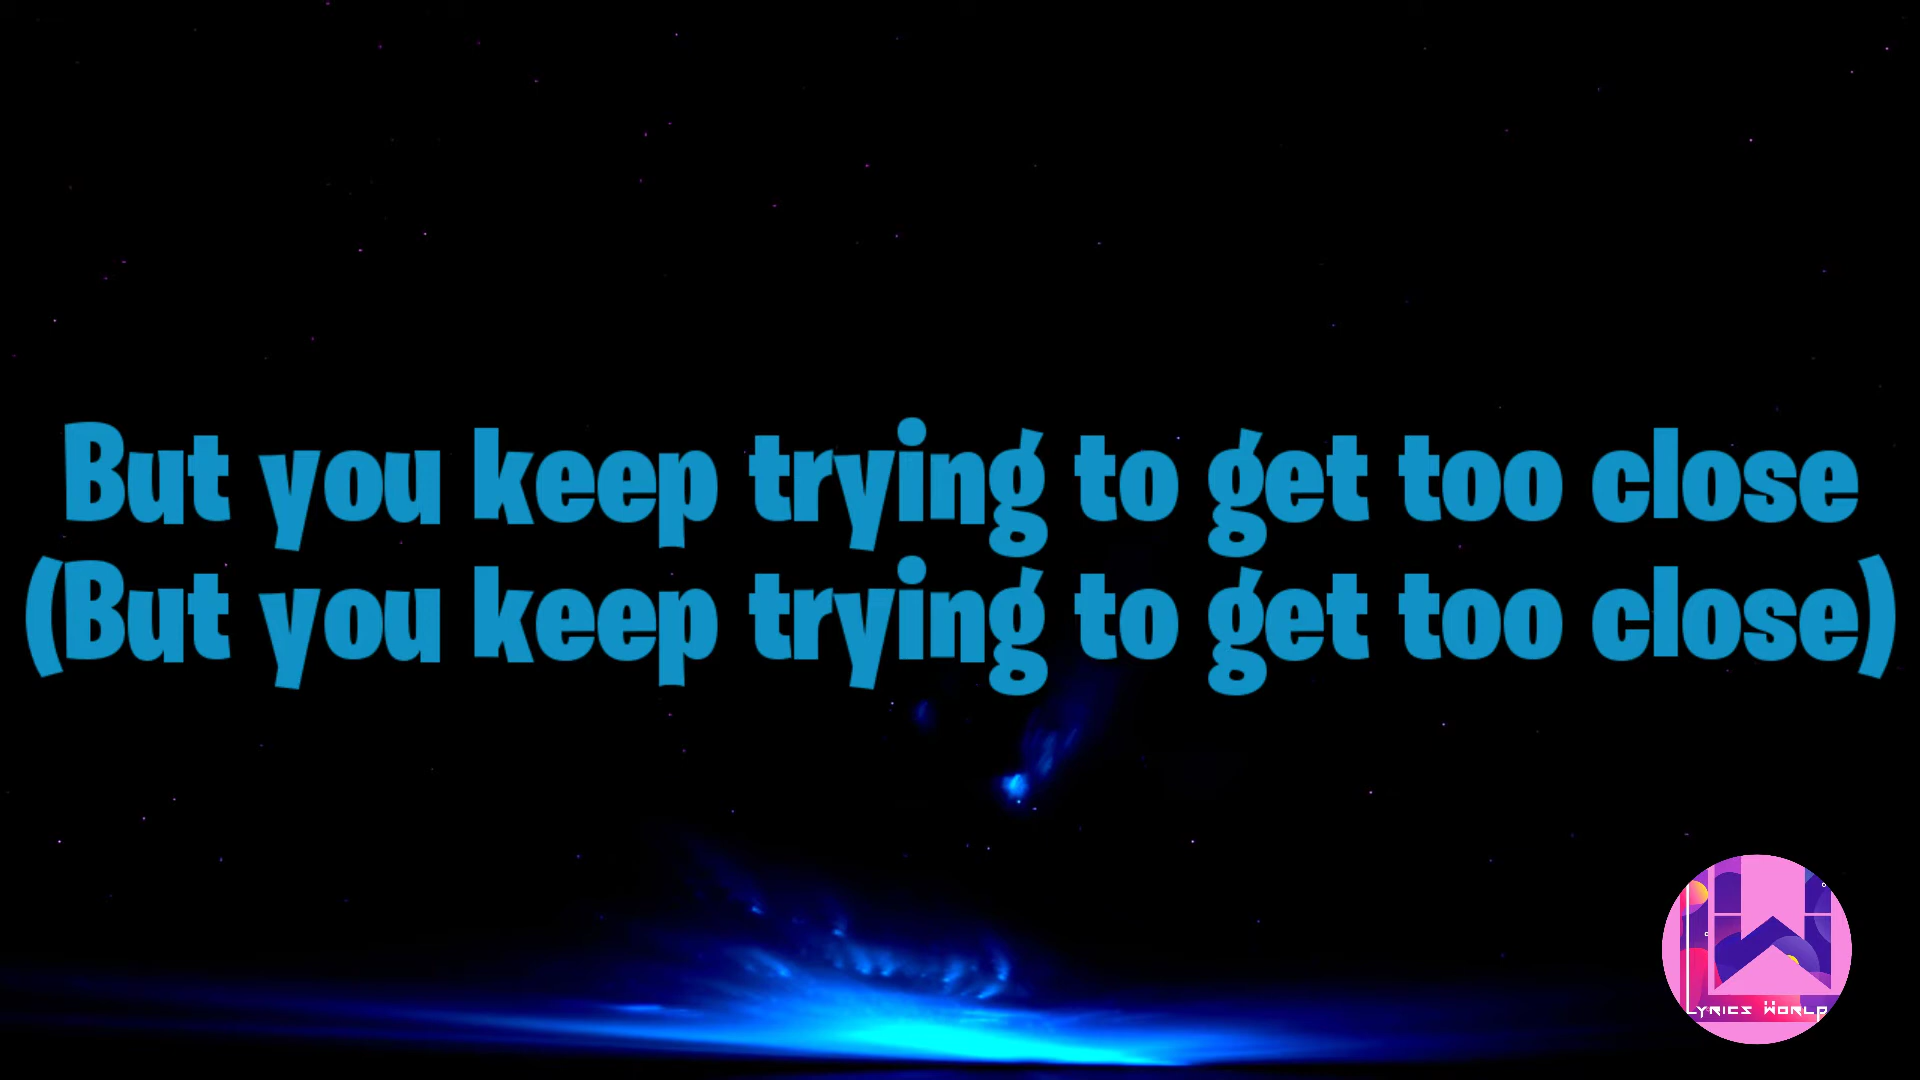 But you keep trying to get too close
(But you keep trying to get too close)
Lyrics World